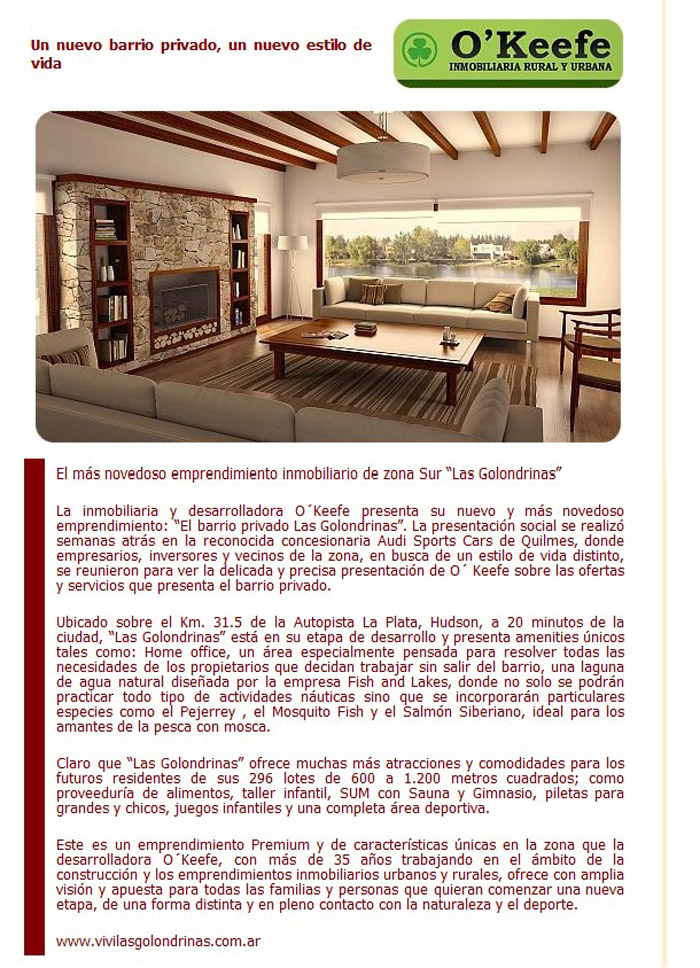 Un nuevo barrio privado, un nuevo estilo de
vida
O'Keefe
INMOBILIARIA RURAL Y URBANA
El más novedoso emprendimiento inmobiliario de zona Sur “Las Golondrinas”
La inmobiliaria y desarrolladora O´Keefe presenta su nuevo y más novedoso
emprendimiento: “El barrio privado Las Golondrinas”. La presentación social se realizó
semanas atrás en la reconocida concesionaria Audi Sports Cars de Quilmes, donde
empresarios, inversores y vecinos de la zona, en busca de un estilo de vida distinto,
se reunieron para ver la delicada y precisa presentación de O´ Keefe sobre las ofertas
y servicios que presenta el barrio privado.
Ubicado sobre el Km. 31.5 de la Autopista La Plata, Hudson, a 20 minutos de la
ciudad, “Las Golondrinas” está en su etapa de desarrollo y presenta amenities únicos
tales como: Home office, un área especialmente pensada para resolver todas las
necesidades de los propietarios que decidan trabajar sin salir del barrio, una laguna
de agua natural diseñada por la empresa Fish and Lakes, donde no solo se podrán
practicar todo tipo de actividades náuticas sino que se incorporarán particulares
especies como el Pejerrey , el Mosquito Fish y el Salmón Siberiano, ideal para los
amantes de la pesca con mosca.
Claro que “Las Golondrinas” ofrece muchas más atracciones y comodidades para los
futuros residentes de sus 296 lotes de 600 a 1.200 metros cuadrados; como
proveeduría de alimentos, taller infantil, SUM con Sauna y Gimnasio, piletas para
grandes y chicos, juegos infantiles y una completa área deportiva.
Este es un emprendimiento Premium y de características únicas en la zona que la
desarrolladora O´Keefe, con más de 35 años trabajando en el ámbito de la
construcción y los emprendimientos inmobiliarios urbanos y rurales, ofrece con amplia
visión y apuesta para todas las familias y personas que quieran comenzar una nueva
etapa, de una forma distinta y en pleno contacto con la naturaleza y el deporte.
www.vivilasgolondrinas.com.ar